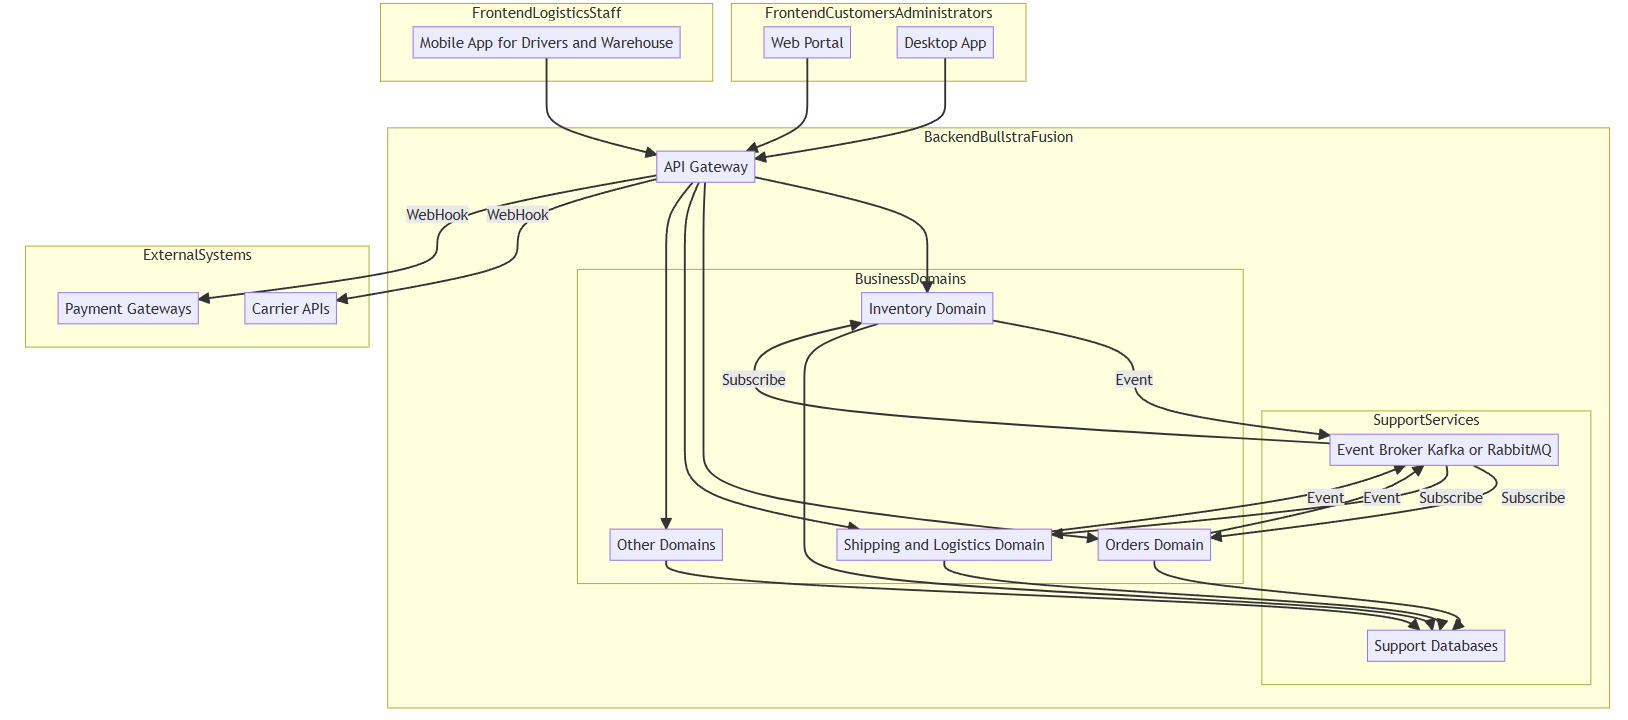 FrontendLogisticsStaff
FrontendCustomersAdministrators
Mobile App for Drivers and Warehouse
Web Portal
Desktop App
BackendBullstraFusion
API Gateway
WebHook
WebHook
ExternalSystems
Payment Gateways
Carrier APIs
BusinessDomains
Inventory Domain
Subscribe
Event
SupportServices
Event Broker Kafka or RabbitMQ
Event
Event
Subscribe
Subscribe
Other Domains
Shipping and Logistics Domain
Orders Domain
Support Databases